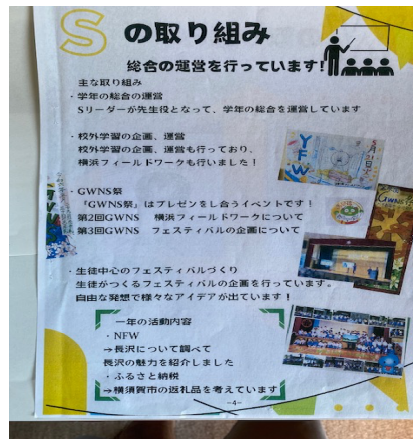 Sの取り組み
総合の運営を行っています!
主な取り組み
・学年の総合の運営
Sリーダーが先生役となって、学年の総合を運営しています
・校外学習の企画、運営
校外学習の企画、運営も行っており、
横浜フィールドワークも行いました！
YFW
・GWNS祭
『GWNS祭』はプレゼンをし合うイベントです！
第2回GWNS　横浜フィールドワークについて
第3回GWNS　フェスティバルの企画について
・生徒中心のフェスティバルづくり
生徒がつくるフェスティバルの企画を行っています。
自由な発想で様々なアイデアが出ています！
一年の活動内容
・NFW
→長沢について調べて
長沢の魅力を紹介しました
・ふるさと納税
→横須賀市の返礼品を考えています
-4-